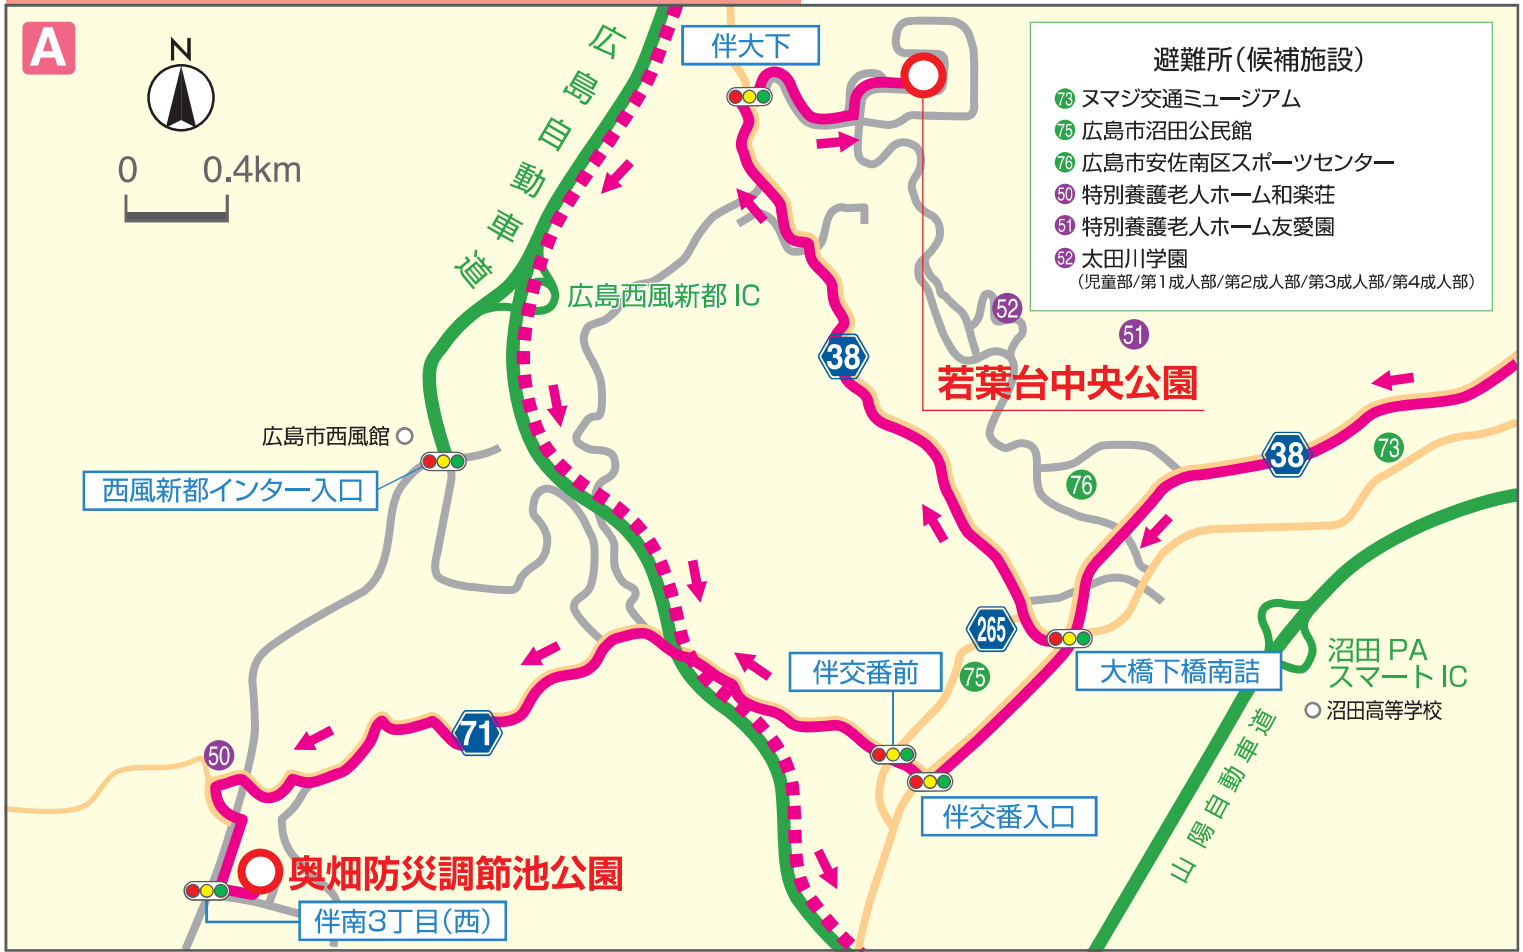 A
N
0 0.4km
広島自動車道
伴大下
避難所(候補施設)
73 ヌマジ交通ミュージアム
75 広島市沼田公民館
76 広島市安佐南区スポーツセンター
50 特別養護老人ホーム和楽荘
51 特別養護老人ホーム友愛園
52 太田川学園
(児童部/第1成人部/第2成人部/第3成人部/第4成人部)
広島西風新都 IC
52
51
38
若葉台中央公園
広島市西風館
38
73
西風新都インター入口
76
265
75
伴交番前
大橋下橋南詰
沼田 PA
スマート IC
沼田高等学校
71
50
伴交番入口
山陽自動車道
奥畑防災調節池公園
伴南3丁目(西)